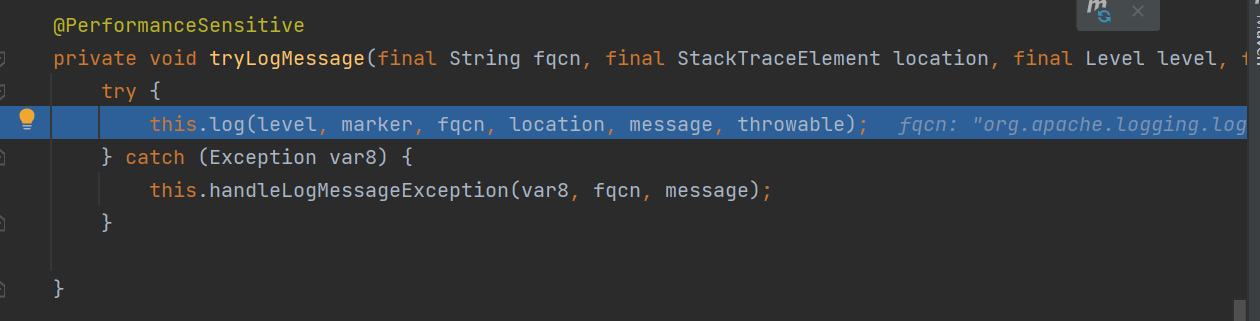 @PerformanceSensitive
private void tryLogMessage(final String fqcn, final StackTraceElement location, final Level level, f
try {
this.log(level, marker, fqcn, location, message, throwable); fqcn: "org.apache.logging.log
} catch (Exception var8) {
this.handleLogMessageException(var8, fqcn, message);
}
}